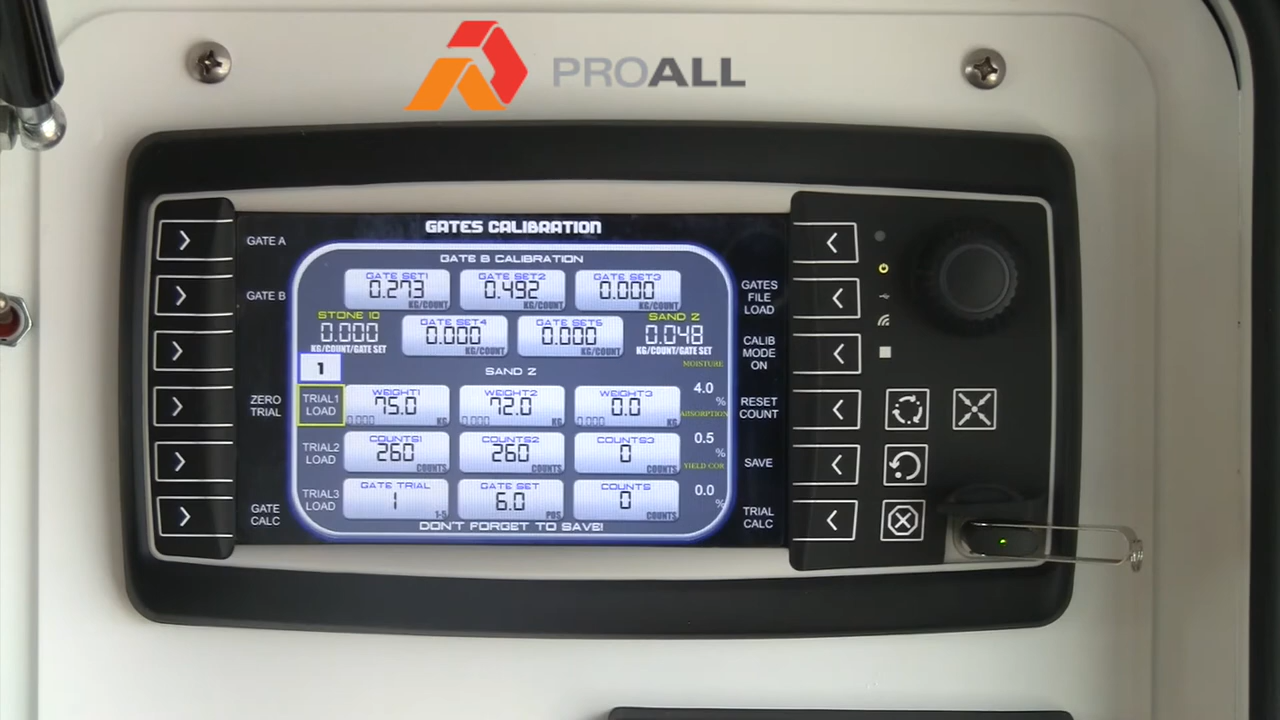 PROALL
GATES CALIBRATION
GATE A
GATE B CALIBRATION
GATE B
GATE SET1
0.273
KG/COUNT
GATE SET2
0.492
KG/COUNT
GATE SET3
0.000
KG/COUNT
GATES
FILE
LOAD
STONE 10
0.000
KG/COUNT/GATE SET
GATE SET4
0.000
KG/COUNT
GATE SET5
0.000
KG/COUNT
SAND 2
0.048
KG/COUNT/GATE SET
CALIB
MODE
ON
1
SAND 2
MOISTURE
4.0
%
ZERO
TRIAL
TRIAL1
LOAD
WEIGHT1
75.0
0.000 KG
WEIGHT2
72.0
0.000 KG
WEIGHT3
0.0
0.000 KG
ABSORPTION
0.5
%
RESET
COUNT
TRIAL2
LOAD
COUNTS1
260
COUNTS
COUNTS2
260
COUNTS
COUNTS3
0
COUNTS
YIELD COR
0.0
%
SAVE
GATE
CALC
TRIAL3
LOAD
GATE TRIAL
1
1-5
GATE SET
6.0
POS
COUNTS
0
COUNTS
TRIAL
CALC
DON'T FORGET TO SAVE!